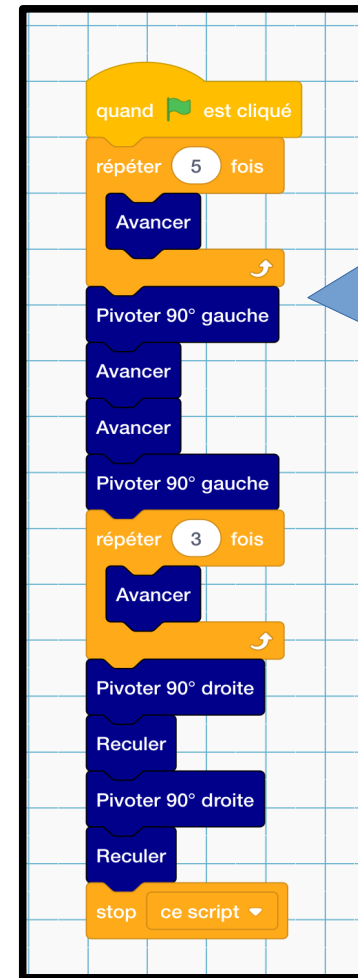 quand est cliqué
répéter 5 fois
Avancer
Pivoter 90° gauche
Avancer
Avancer
Pivoter 90° gauche
répéter 3 fois
Avancer
Pivoter 90° droite
Reculer
Pivoter 90° droite
Reculer
stop ce script